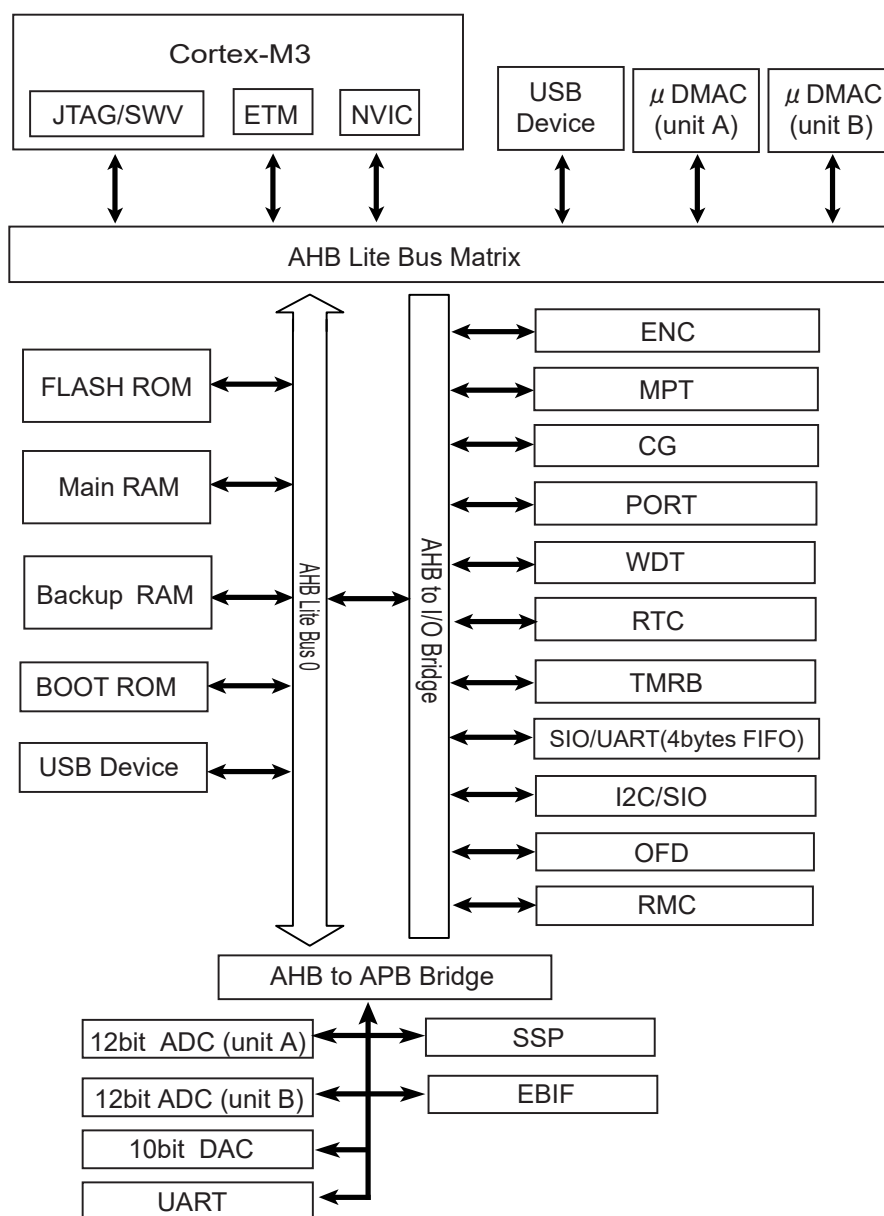 Cortex-M3
JTAG/SWV
ETM
NVIC
USB
Device
μ DMAC
(unit A)
μ DMAC
(unit B)
AHB Lite Bus Matrix
FLASH ROM
Main RAM
Backup RAM
BOOT ROM
USB Device
AHB Lite Bus 0
AHB to I/O Bridge
ENC
MPT
CG
PORT
WDT
RTC
TMRB
SIO/UART(4bytes FIFO)
I2C/SIO
OFD
RMC
AHB to APB Bridge
12bit ADC (unit A)
12bit ADC (unit B)
10bit DAC
UART
SSP
EBIF